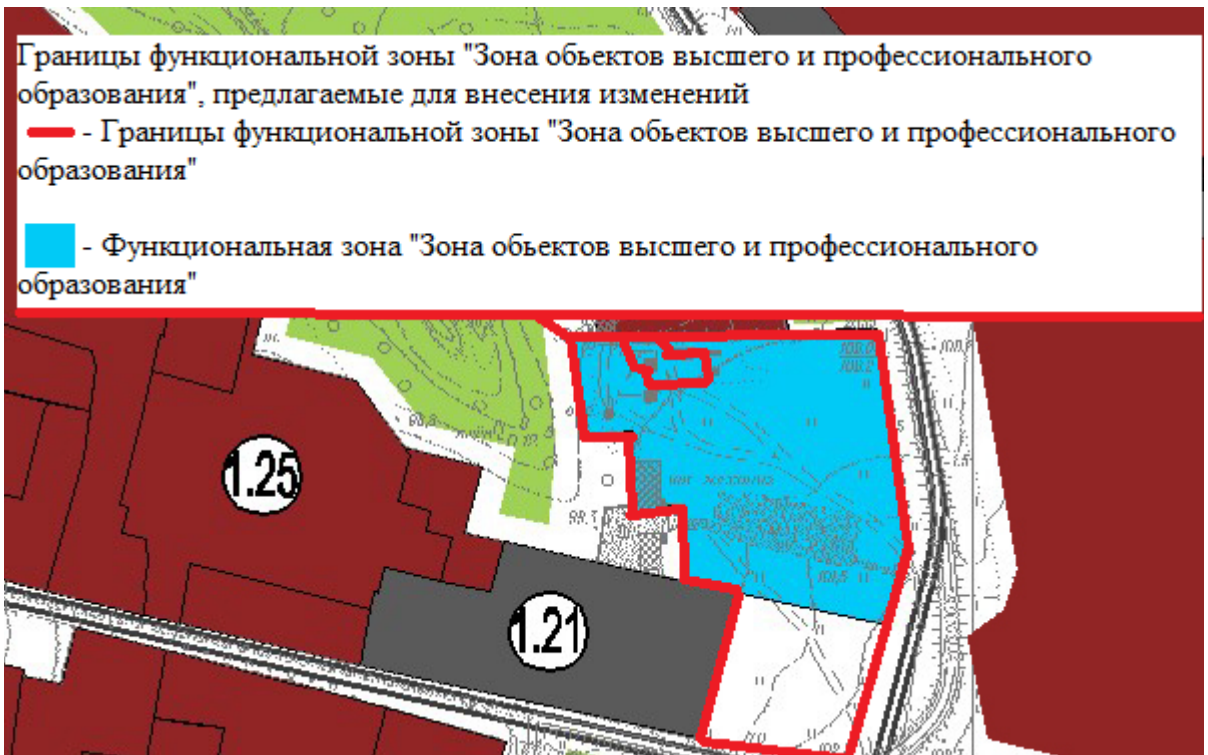 Границы функциональной зоны "Зона обьектов высшего и профессионального
образования", предлагаемые для внесения изменений
- Границы функциональной зоны "Зона обьектов высшего и профессионального
образования"
- Функциональная зона "Зона обьектов высшего и профессионального
образования"
1.25
1.21